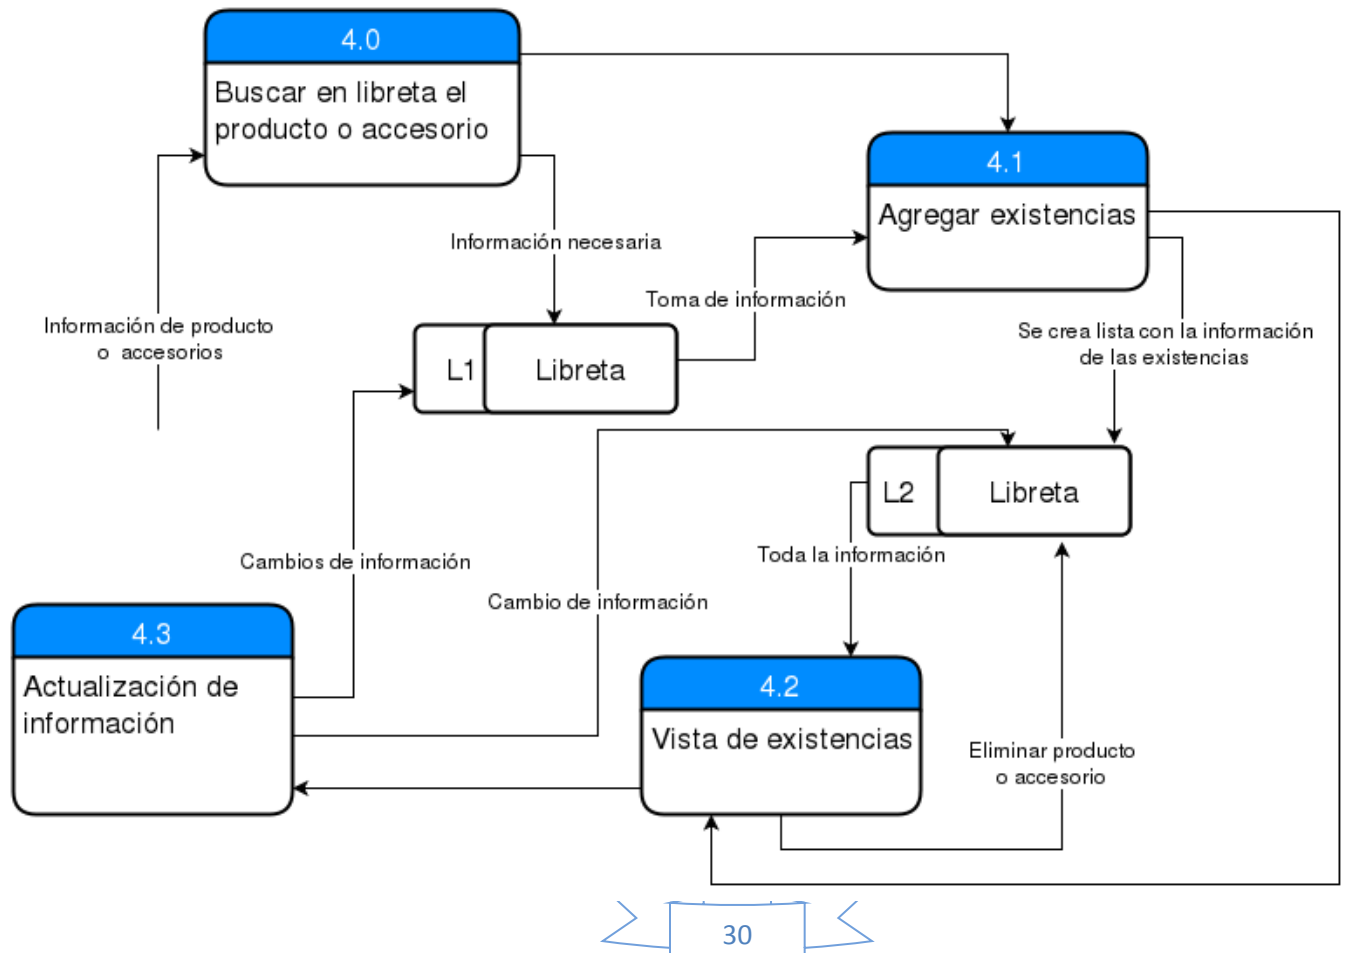 4.0
Buscar en libreta el
producto o accesorio
4.1
Agregar existencias
Información necesaria
Toma de información
Información de producto
o accesorios
Se crea lista con la información
de las existencias
L1
Libreta
L2
Libreta
Cambios de información
Toda la información
Cambio de información
4.3
Actualización de
información
4.2
Vista de existencias
Eliminar producto
o accesorio
30